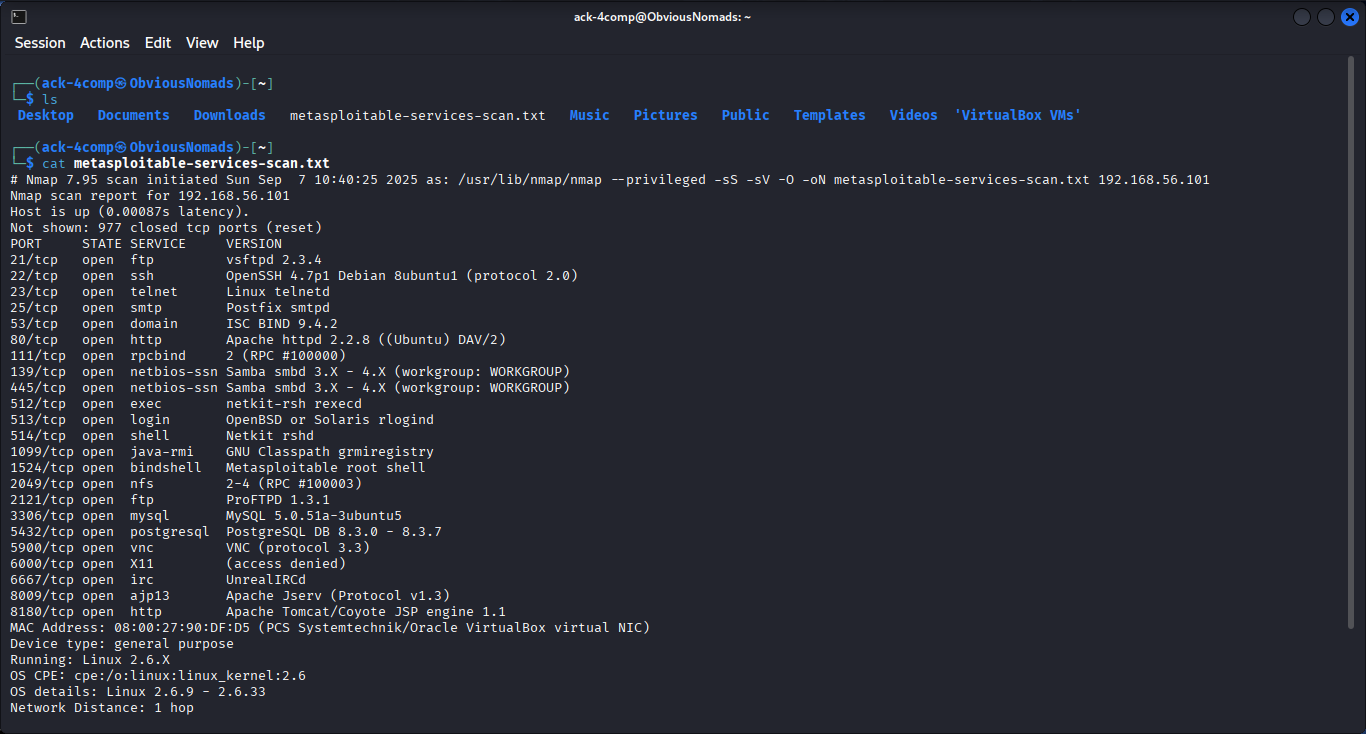 ack-4comp@ObviousNomads: ~
Session Actions Edit View Help
┌──(ack-4comp㉿ObviousNomads)-[~]
└─$ ls
Desktop Documents Downloads metasploitable-services-scan.txt Music Pictures Public Templates Videos 'VirtualBox VMs'
┌──(ack-4comp㉿ObviousNomads)-[~]
└─$ cat metasploitable-services-scan.txt
# Nmap 7.95 scan initiated Sun Sep  7 10:40:25 2025 as: /usr/lib/nmap/nmap --privileged -sS -sV -O -oN metasploitable-services-scan.txt 192.168.56.101
Nmap scan report for 192.168.56.101
Host is up (0.00087s latency).
Not shown: 977 closed tcp ports (reset)
PORT     STATE SERVICE     VERSION
21/tcp   open  ftp         vsftpd 2.3.4
22/tcp   open  ssh         OpenSSH 4.7p1 Debian 8ubuntu1 (protocol 2.0)
23/tcp   open  telnet      Linux telnetd
25/tcp   open  smtp        Postfix smtpd
53/tcp   open  domain      ISC BIND 9.4.2
80/tcp   open  http        Apache httpd 2.2.8 ((Ubuntu) DAV/2)
111/tcp  open  rpcbind     2 (RPC #100000)
139/tcp  open  netbios-ssn Samba smbd 3.X - 4.X (workgroup: WORKGROUP)
445/tcp  open  netbios-ssn Samba smbd 3.X - 4.X (workgroup: WORKGROUP)
512/tcp  open  exec        netkit-rsh rexecd
513/tcp  open  login       OpenBSD or Solaris rlogind
514/tcp  open  shell       Netkit rshd
1099/tcp open  java-rmi    GNU Classpath grmiregistry
1524/tcp open  bindshell   Metasploitable root shell
2049/tcp open  nfs         2-4 (RPC #100003)
2121/tcp open  ftp         ProFTPD 1.3.1
3306/tcp open  mysql       MySQL 5.0.51a-3ubuntu5
5432/tcp open  postgresql  PostgreSQL DB 8.3.0 - 8.3.7
5900/tcp open  vnc         VNC (protocol 3.3)
6000/tcp open  X11         (access denied)
6667/tcp open  irc         UnrealIRCd
8009/tcp open  ajp13       Apache Jserv (Protocol v1.3)
8180/tcp open  http        Apache Tomcat/Coyote JSP engine 1.1
MAC Address: 08:00:27:90:DF:D5 (PCS Systemtechnik/Oracle VirtualBox virtual NIC)
Device type: general purpose
Running: Linux 2.6.X
OS CPE: cpe:/o:linux:linux_kernel:2.6
OS details: Linux 2.6.9 - 2.6.33
Network Distance: 1 hop